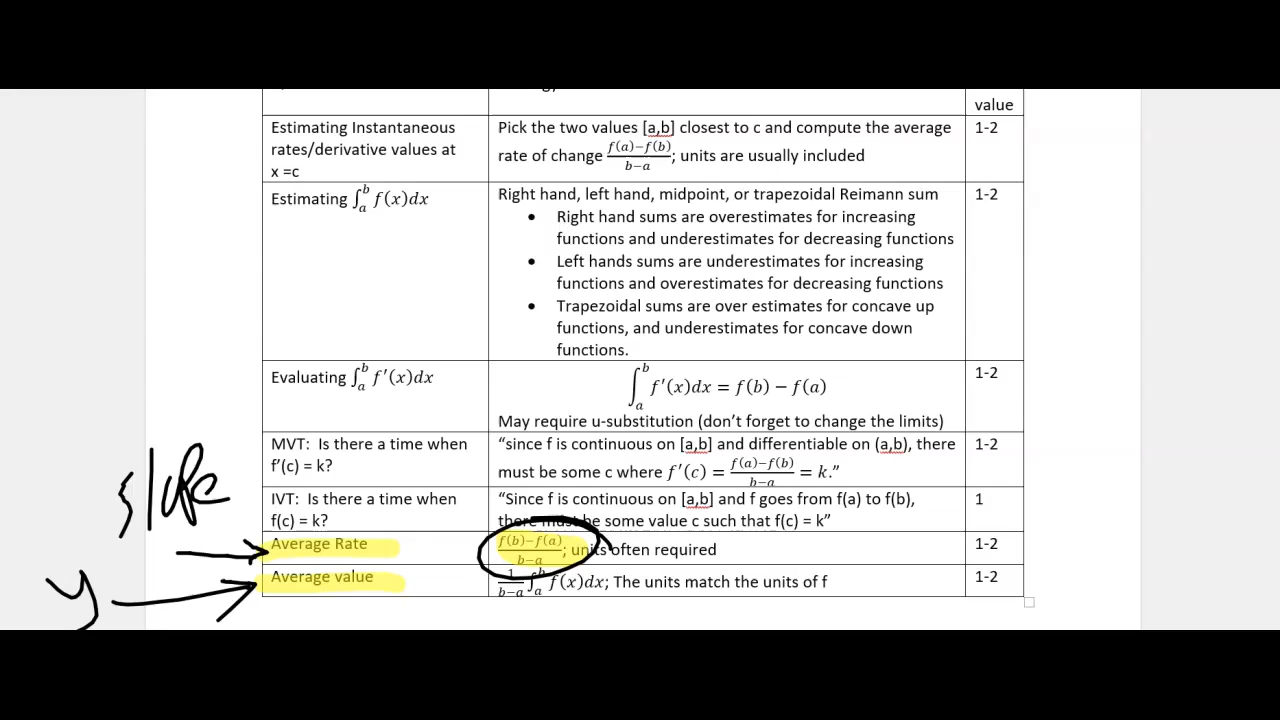 value
Estimating Instantaneous
rates/derivative values at
x =c
Pick the two values [a,b] closest to c and compute the average
rate of change \frac{f(a)−f(b)}{b−a}; units are usually included
1-2
Estimating ∫_a^b f(x)dx
Right hand, left hand, midpoint, or trapezoidal Reimann sum
• Right hand sums are overestimates for increasing
functions and underestimates for decreasing functions
• Left hands sums are underestimates for increasing
functions and overestimates for decreasing functions
• Trapezoidal sums are over estimates for concave up
functions, and underestimates for concave down
functions.
1-2
Evaluating ∫_a^b f′(x)dx
∫_a^b f′(x)dx = f(b) − f(a)
May require u-substitution (don’t forget to change the limits)
1-2
MVT: Is there a time when
f’(c) = k?
“since f is continuous on [a,b] and differentiable on (a,b), there
must be some c where f′(c) = \frac{f(a)−f(b)}{b−a} = k.”
1-2
IVT: Is there a time when
f(c) = k?
“Since f is continuous on [a,b] and f goes from f(a) to f(b),
there must be some value c such that f(c) = k”
1
slope
Average Rate
\frac{f(b)−f(a)}{b−a}; units often required
1-2
y
Average value
\frac{1}{b−a}∫_a^b f(x)dx; The units match the units of f
1-2